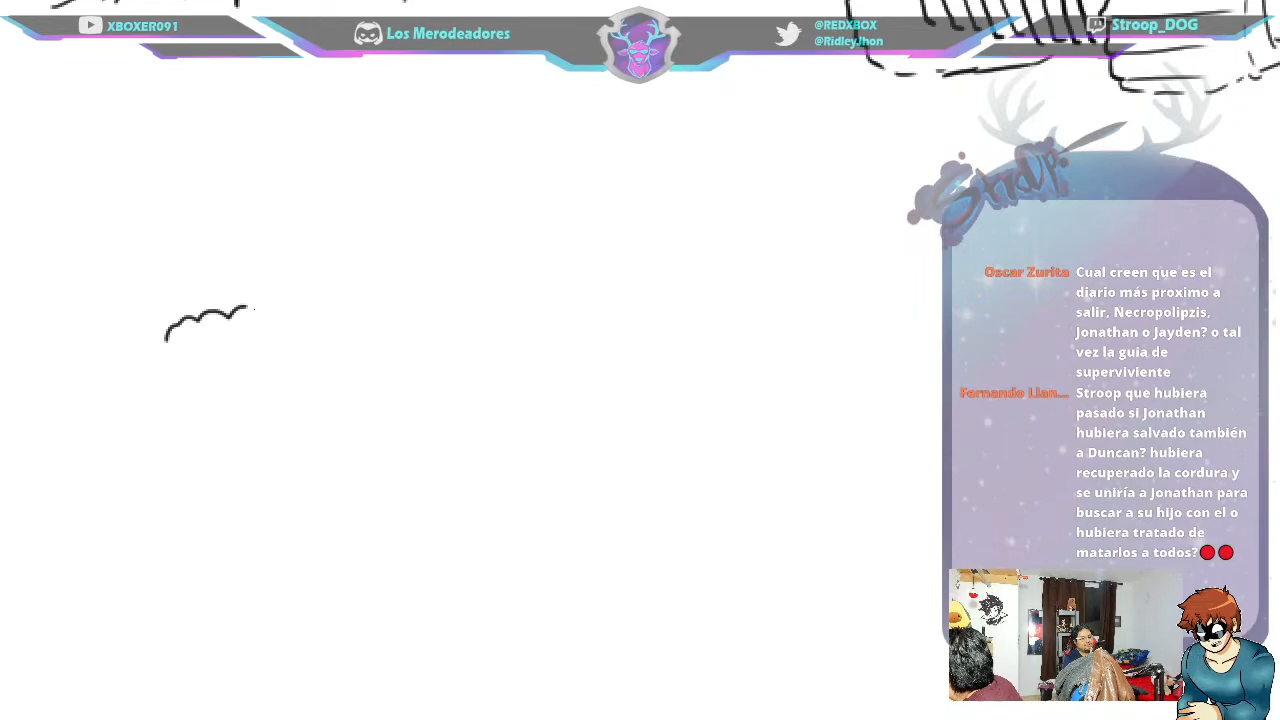 XBOXER091
Los Merodeadores
@REDXBOX
@RidleyJhon
Stroop_DOG
Stroop
Oscar Zurita
Cual creen que es el
diario más proximo a
salir, Necropolipzis,
Jonathan o Jayden? o tal
vez la guia de
superviviente
Fernando Llan...
Stroop que hubiera
pasado si Jonathan
hubiera salvado también
a Duncan? hubiera
recuperado la cordura y
se uniría a Jonathan para
buscar a su hijo con el o
hubiera tratado de
matarlos a todos?